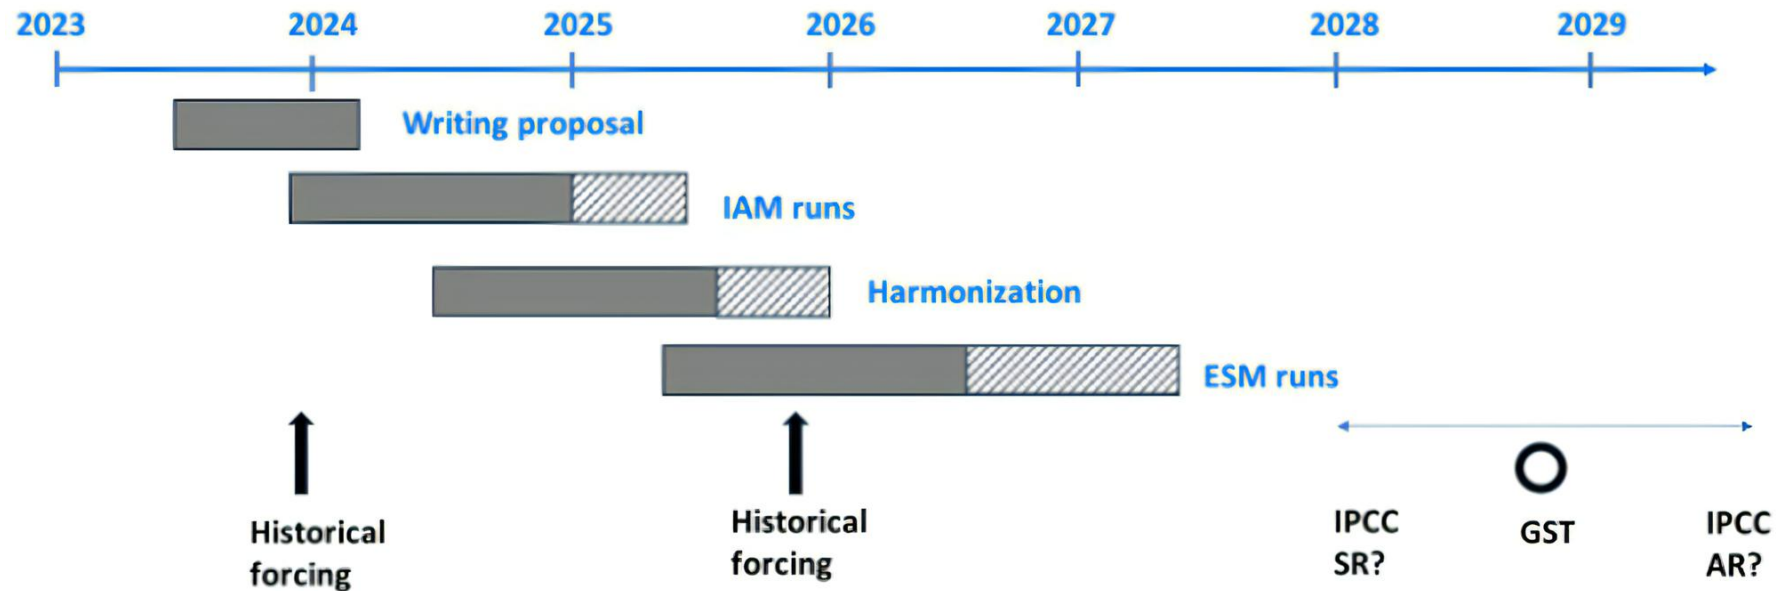 2023 2024 2025 2026 2027 2028 2029
Writing proposal
IAM runs
Harmonization
ESM runs
Historical
forcing
Historical
forcing
IPCC
SR?
GST
IPCC
AR?